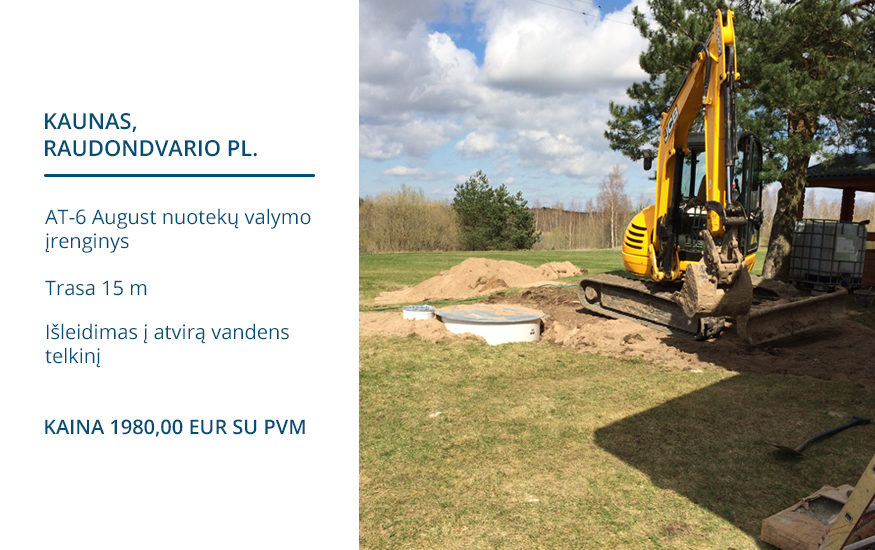 KAUNAS,
RAUDONDVARIO PL.
AT-6 August nuotekų valymo
įrenginys
Trasa 15 m
Išleidimas į atvirą vandens
telkinį
KAINA 1980,00 EUR SU PVM
JCB